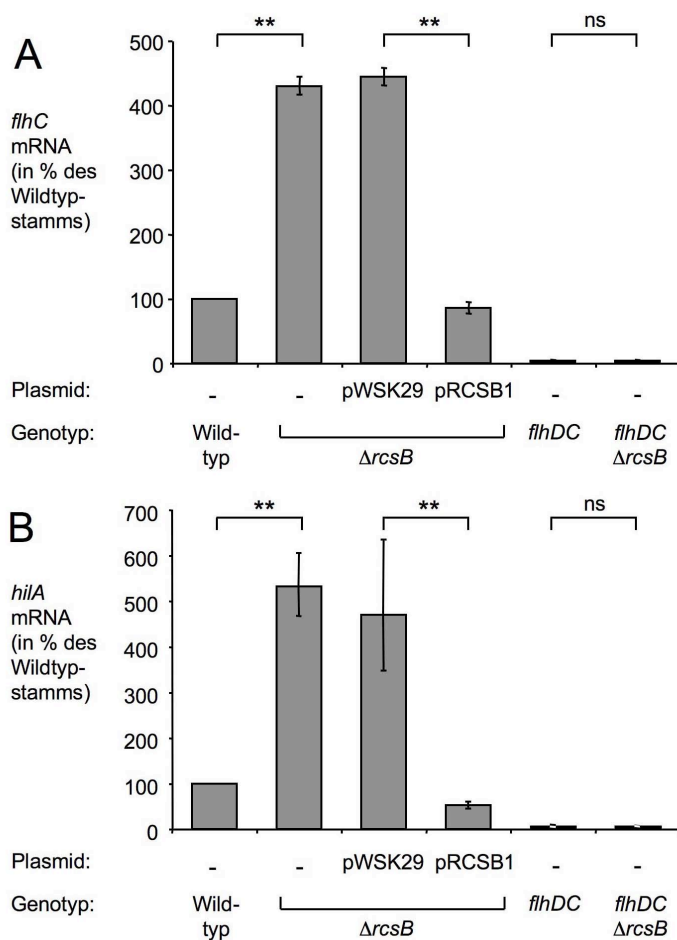 A
flhC
mRNA
(in % des
Wildtyp-
stamms)
** ** ns
500
400
300
200
100
0
Plasmid: - - pWSK29 pRCSB1 - -
Genotyp: Wild-
typ
ΔrcsB
flhDC
flhDC
ΔrcsB
B
hilA
mRNA
(in % des
Wildtyp-
stamms)
** ** ns
700
600
500
400
300
200
100
0
Plasmid: - - pWSK29 pRCSB1 - -
Genotyp: Wild-
typ
ΔrcsB
flhDC
flhDC
ΔrcsB